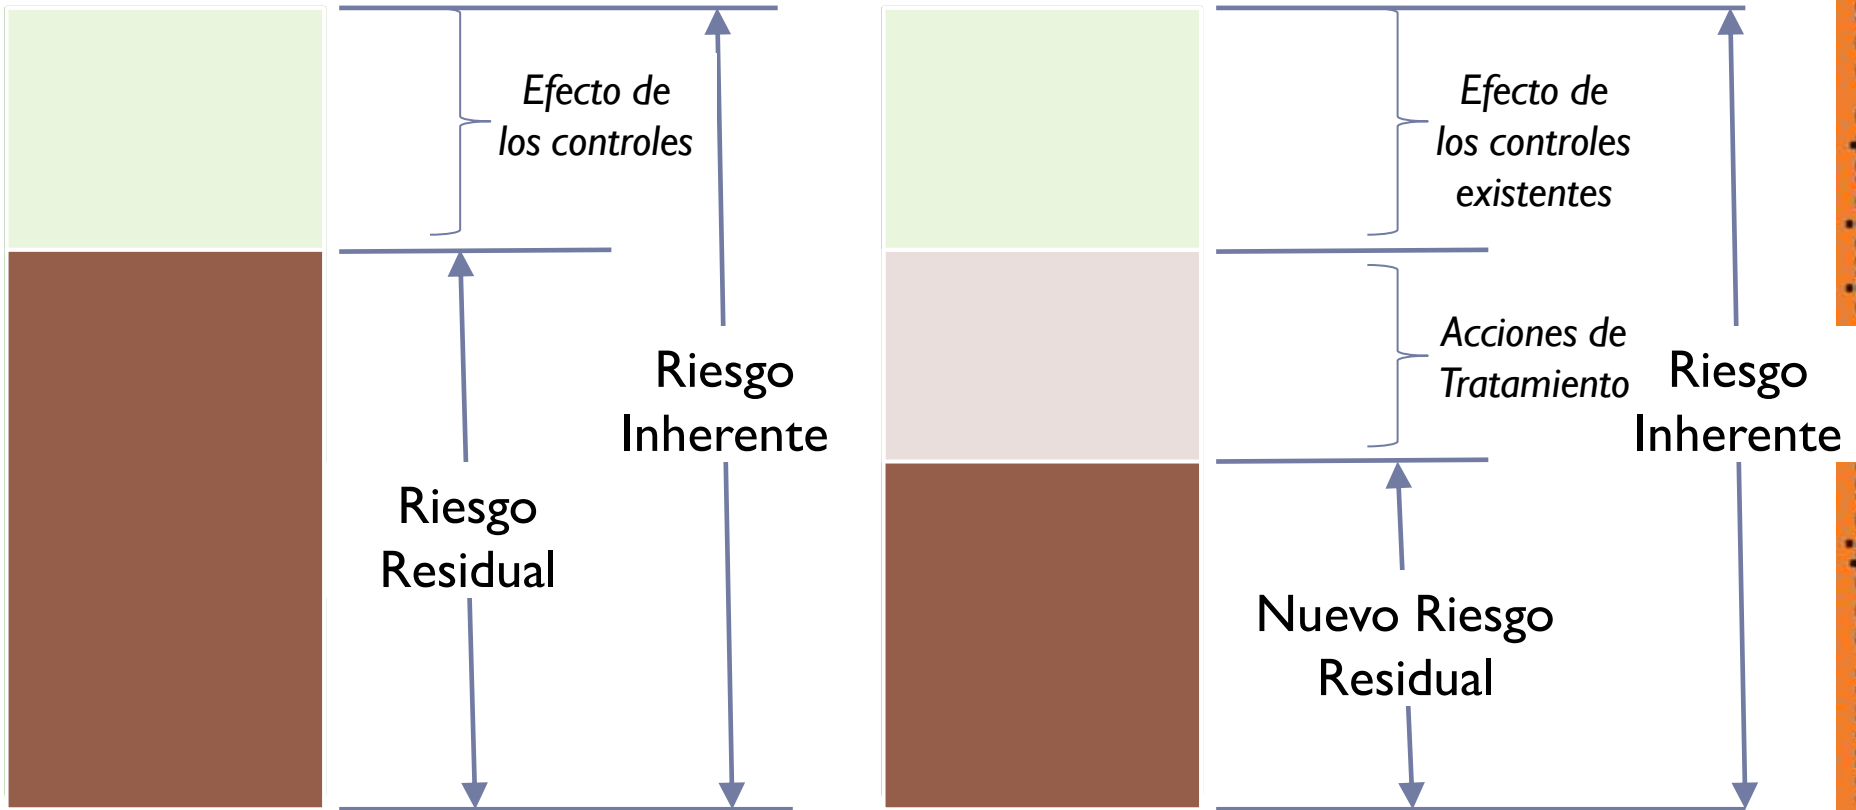 Efecto de
los controles
Riesgo
Inherente
Riesgo
Residual
Efecto de
los controles
existentes
Acciones de
Tratamiento
Riesgo
Inherente
Nuevo Riesgo
Residual